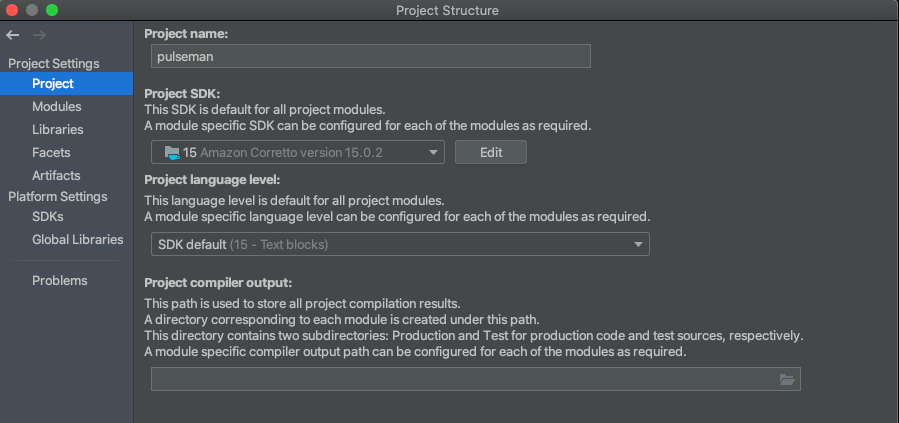 Project Structure
Project Settings
Project
Modules
Libraries
Facets
Artifacts
Platform Settings
SDKs
Global Libraries
Problems
Project name:
pulseman
Project SDK:
This SDK is default for all project modules.
A module specific SDK can be configured for each of the modules as required.
15 Amazon Corretto version 15.0.2
Edit
Project language level:
This language level is default for all project modules.
A module specific language level can be configured for each of the modules as required.
SDK default (15 - Text blocks)
Project compiler output:
This path is used to store all project compilation results.
A directory corresponding to each module is created under this path.
This directory contains two subdirectories: Production and Test for production code and test sources, respectively.
A module specific compiler output path can be configured for each of the modules as required.